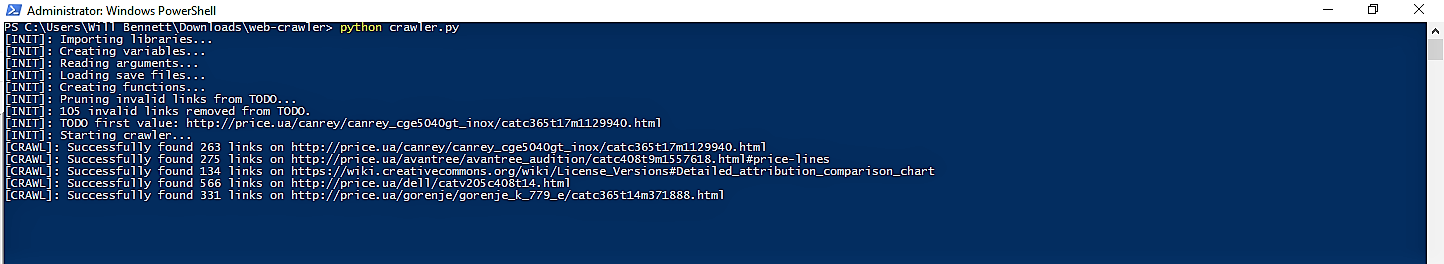 Administrator: Windows PowerShell
PS C:\Users\Will Bennett\Downloads\web-crawler> python crawler.py
[INIT]: Importing libraries...
[INIT]: Creating variables...
[INIT]: Reading arguments...
[INIT]: Loading save files...
[INIT]: Creating functions...
[INIT]: Pruning invalid links from TODO...
[INIT]: 105 invalid links removed from TODO.
[INIT]: TODO first value: http://price.ua/canrey/canrey_cge5040gt_inox/catc365t17m1129940.html
[INIT]: Starting crawler...
[CRAWL]: Successfully found 263 links on http://price.ua/canrey/canrey_cge5040gt_inox/catc365t17m1129940.html
[CRAWL]: Successfully found 275 links on http://price.ua/avantree/avantree_audition/catc408t9m1557618.html#price-lines
[CRAWL]: Successfully found 134 links on https://wiki.creativecommons.org/wiki/License_Versions#Detailed_attribution_comparison_chart
[CRAWL]: Successfully found 566 links on http://price.ua/dell/catv205c408t14.html
[CRAWL]: Successfully found 331 links on http://price.ua/gorenje/gorenje_k_779_e/catc365t14m371888.html